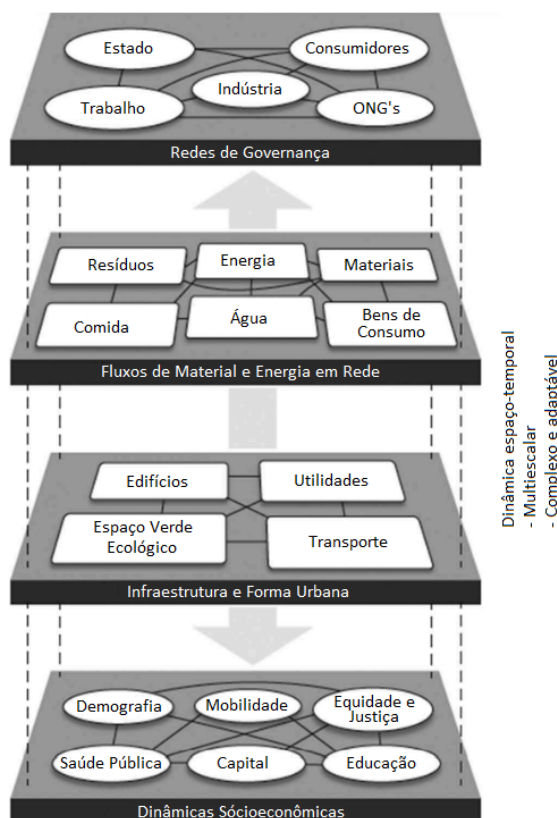 Estado
Consumidores
Indústria
Trabalho
ONG's
Redes de Governança
Resíduos
Energia
Materiais
Comida
Água
Bens de
Consumo
Fluxos de Material e Energia em Rede
Edifícios
Utilidades
Espaço Verde
Ecológico
Transporte
Infraestrutura e Forma Urbana
Demografia
Mobilidade
Equidade e
Justiça
Saúde Pública
Capital
Educação
Dinâmicas Sócioeconômicas
Dinâmica espaço-temporal
- Multiescalar
- Complexo e adaptável